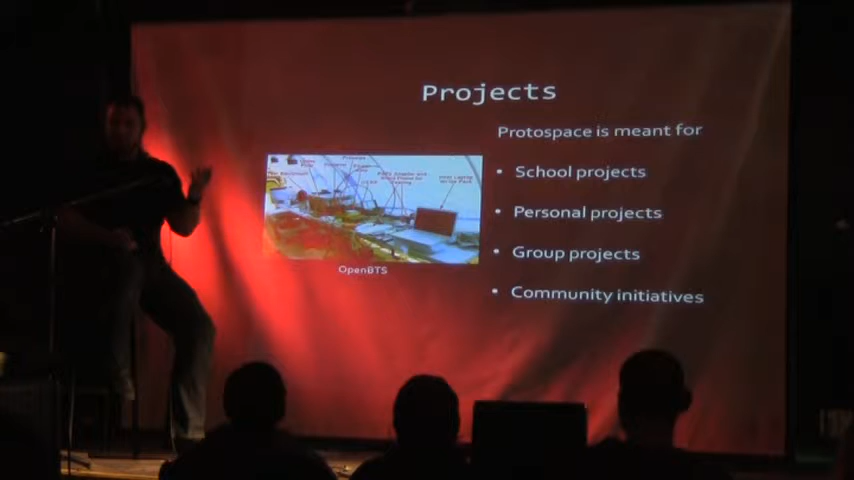 Projects
Protospace is meant for
• School projects
• Personal projects
• Group projects
• Community initiatives
OpenBTS